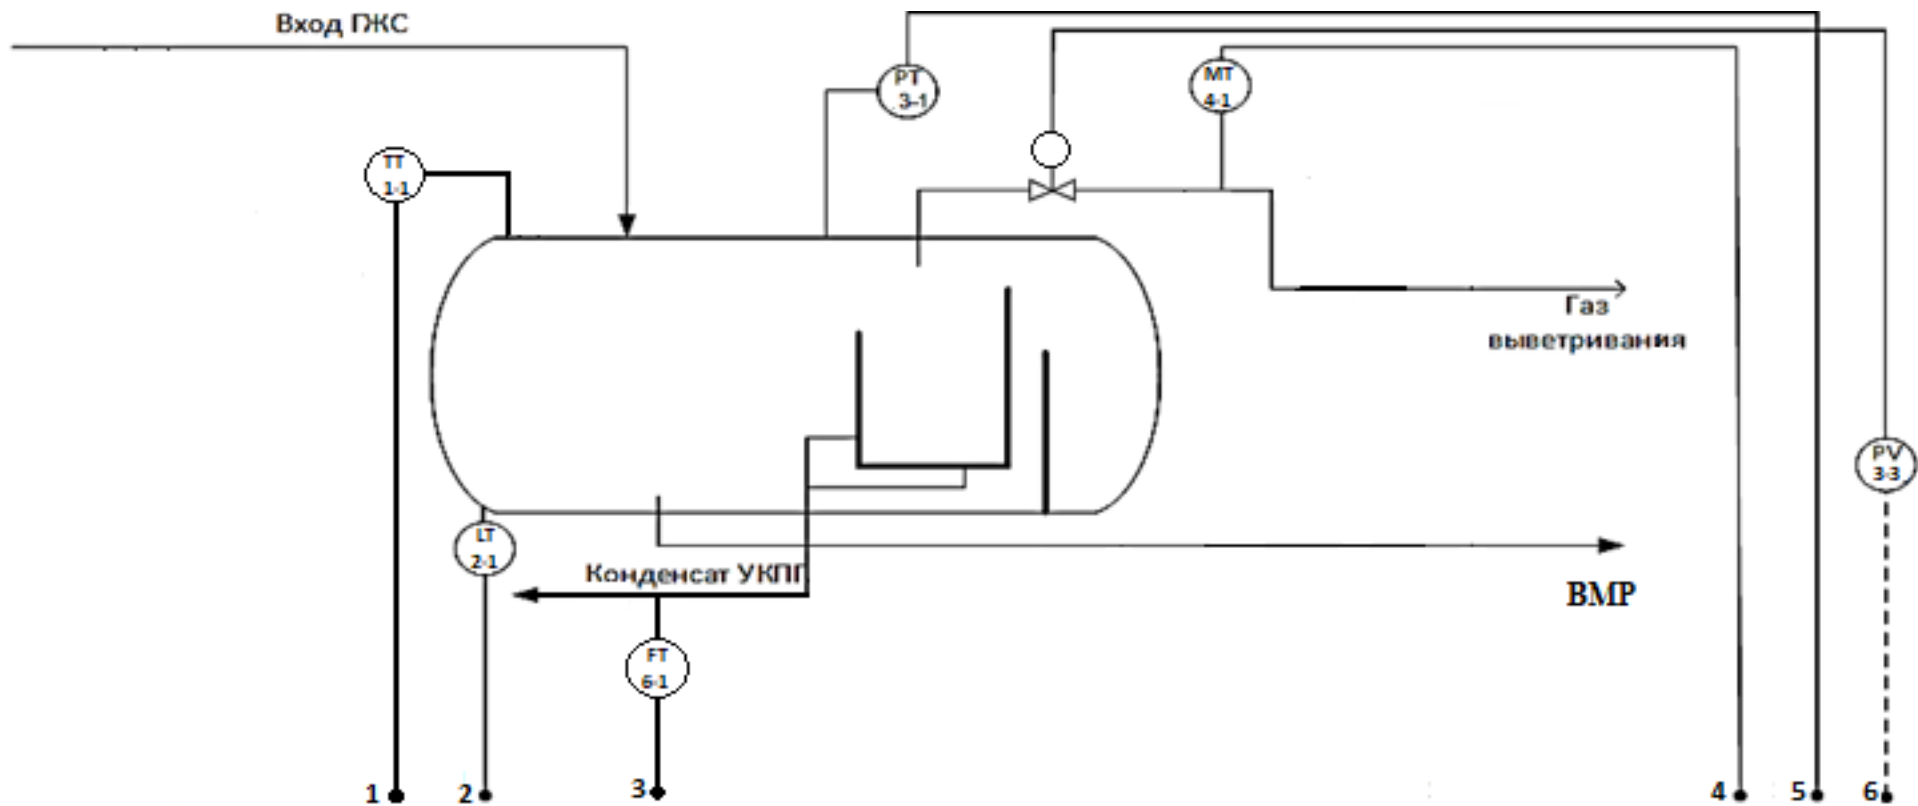 Вход ГЖС
PT
3-1
MT
4-1
TT
1-1
Газ
выветривания
PV
3-3
LT
2-1
Конденсат УКПГ
ВМР
FT
6-1
1
2
3
4
5
6